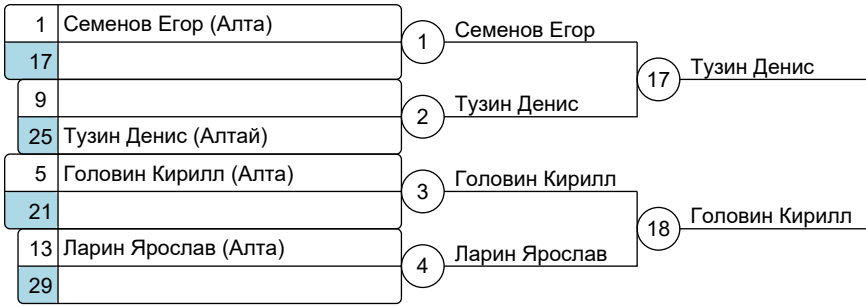 1 Семенов Егор (Алта)
17
9
25 Тузин Денис (Алтай)
5 Головин Кирилл (Алта)
21
13 Ларин Ярослав (Алта)
29
1 Семенов Егор
2 Тузин Денис
3 Головин Кирилл
4 Ларин Ярослав
17 Тузин Денис
18 Головин Кирилл